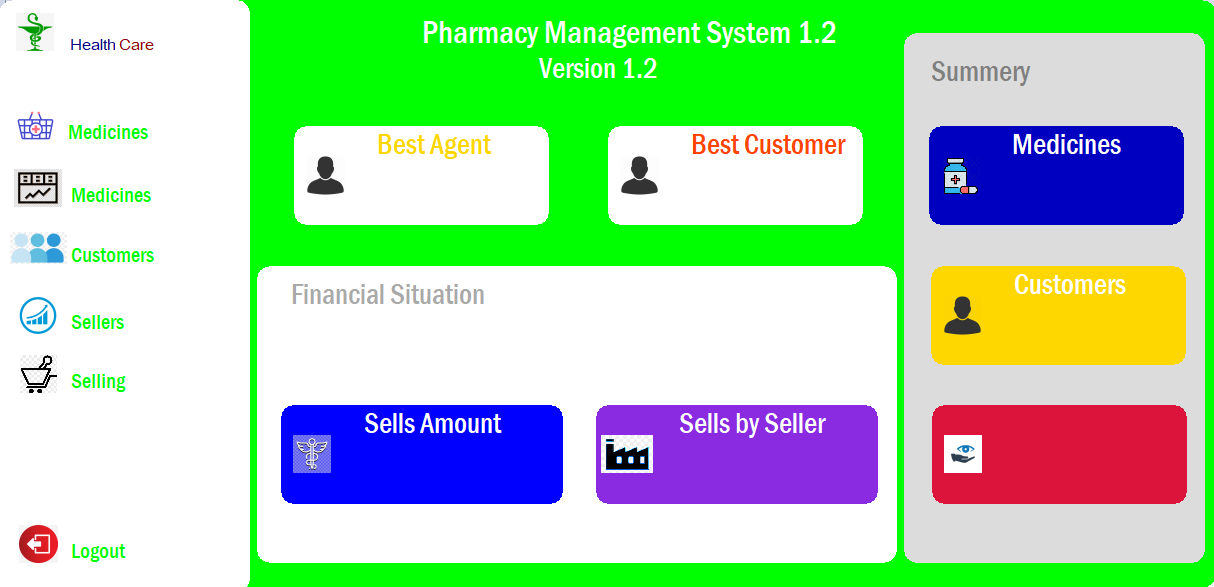 Health Care
Medicines
Medicines
Customers
Sellers
Selling
Logout
Pharmacy Management System 1.2
Version 1.2
Best Agent
Best Customer
Financial Situation
Sells Amount
Sells by Seller
Summery
Medicines
Customers